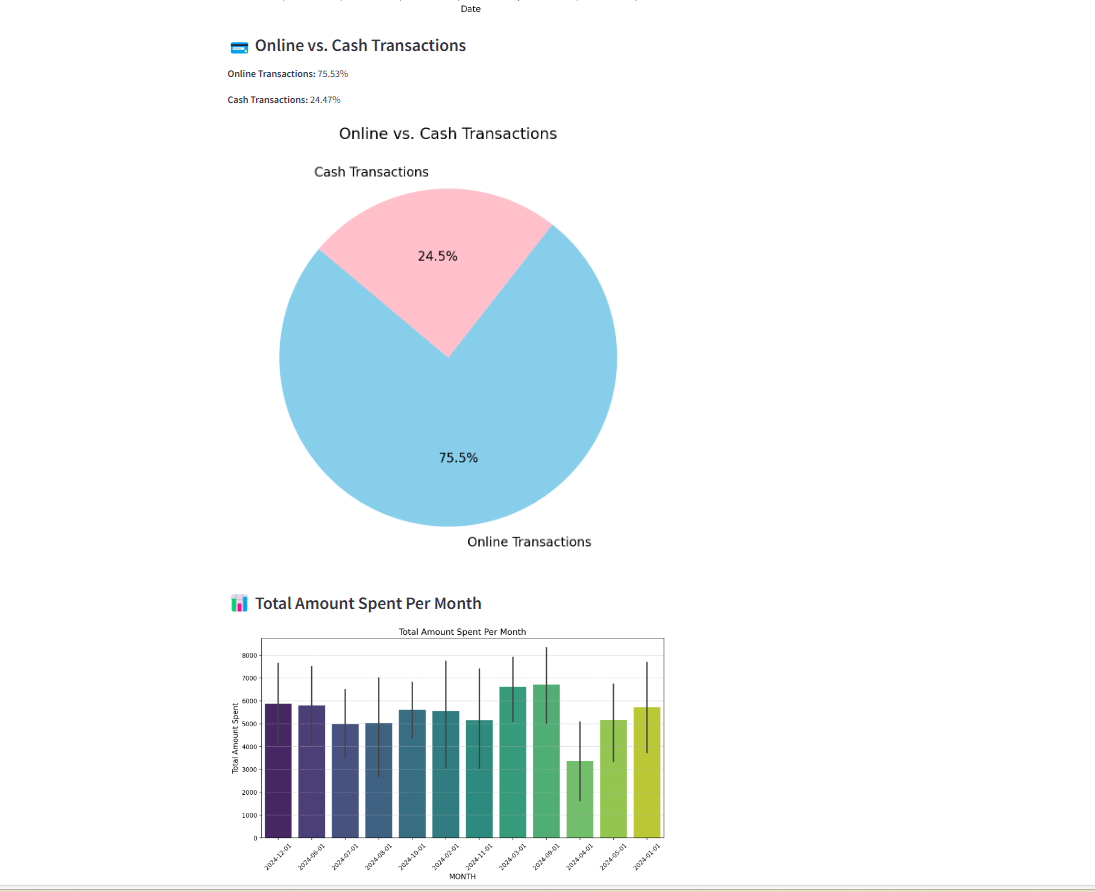 Date
Online vs. Cash Transactions
Online Transactions: 75.53%
Cash Transactions: 24.47%
Online vs. Cash Transactions
Cash Transactions
24.5%
75.5%
Online Transactions
Total Amount Spent Per Month
Total Amount Spent Per Month
Total Amount Spent
8000
7000
6000
5000
4000
3000
2000
1000
0
2024-12-01
2024-06-01
2024-07-01
2024-08-01
2024-10-01
2024-02-01
2024-11-01
2024-03-01
2024-09-01
2024-04-01
2024-05-01
2024-01-01
MONTH